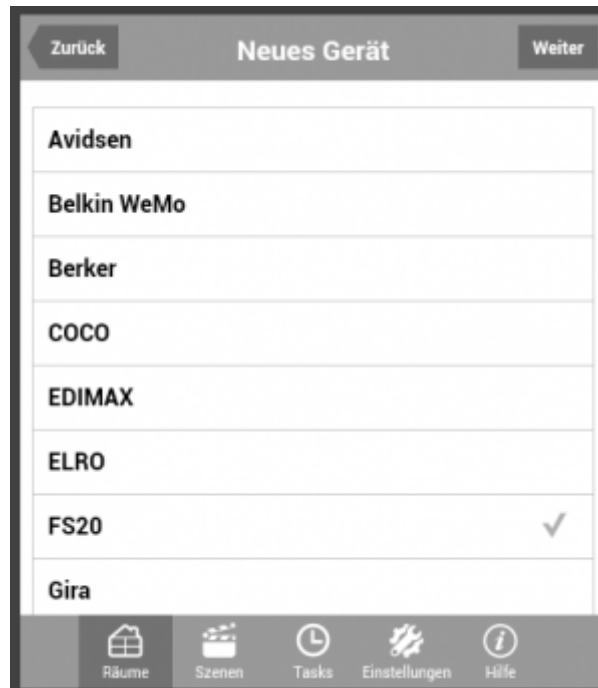 Zurück Neues Gerät Weiter
Avidsen
Belkin WeMo
Berker
COCO
EDIMAX
ELRO
FS20
Gira
Räume Szenen Tasks Einstellungen Hilfe